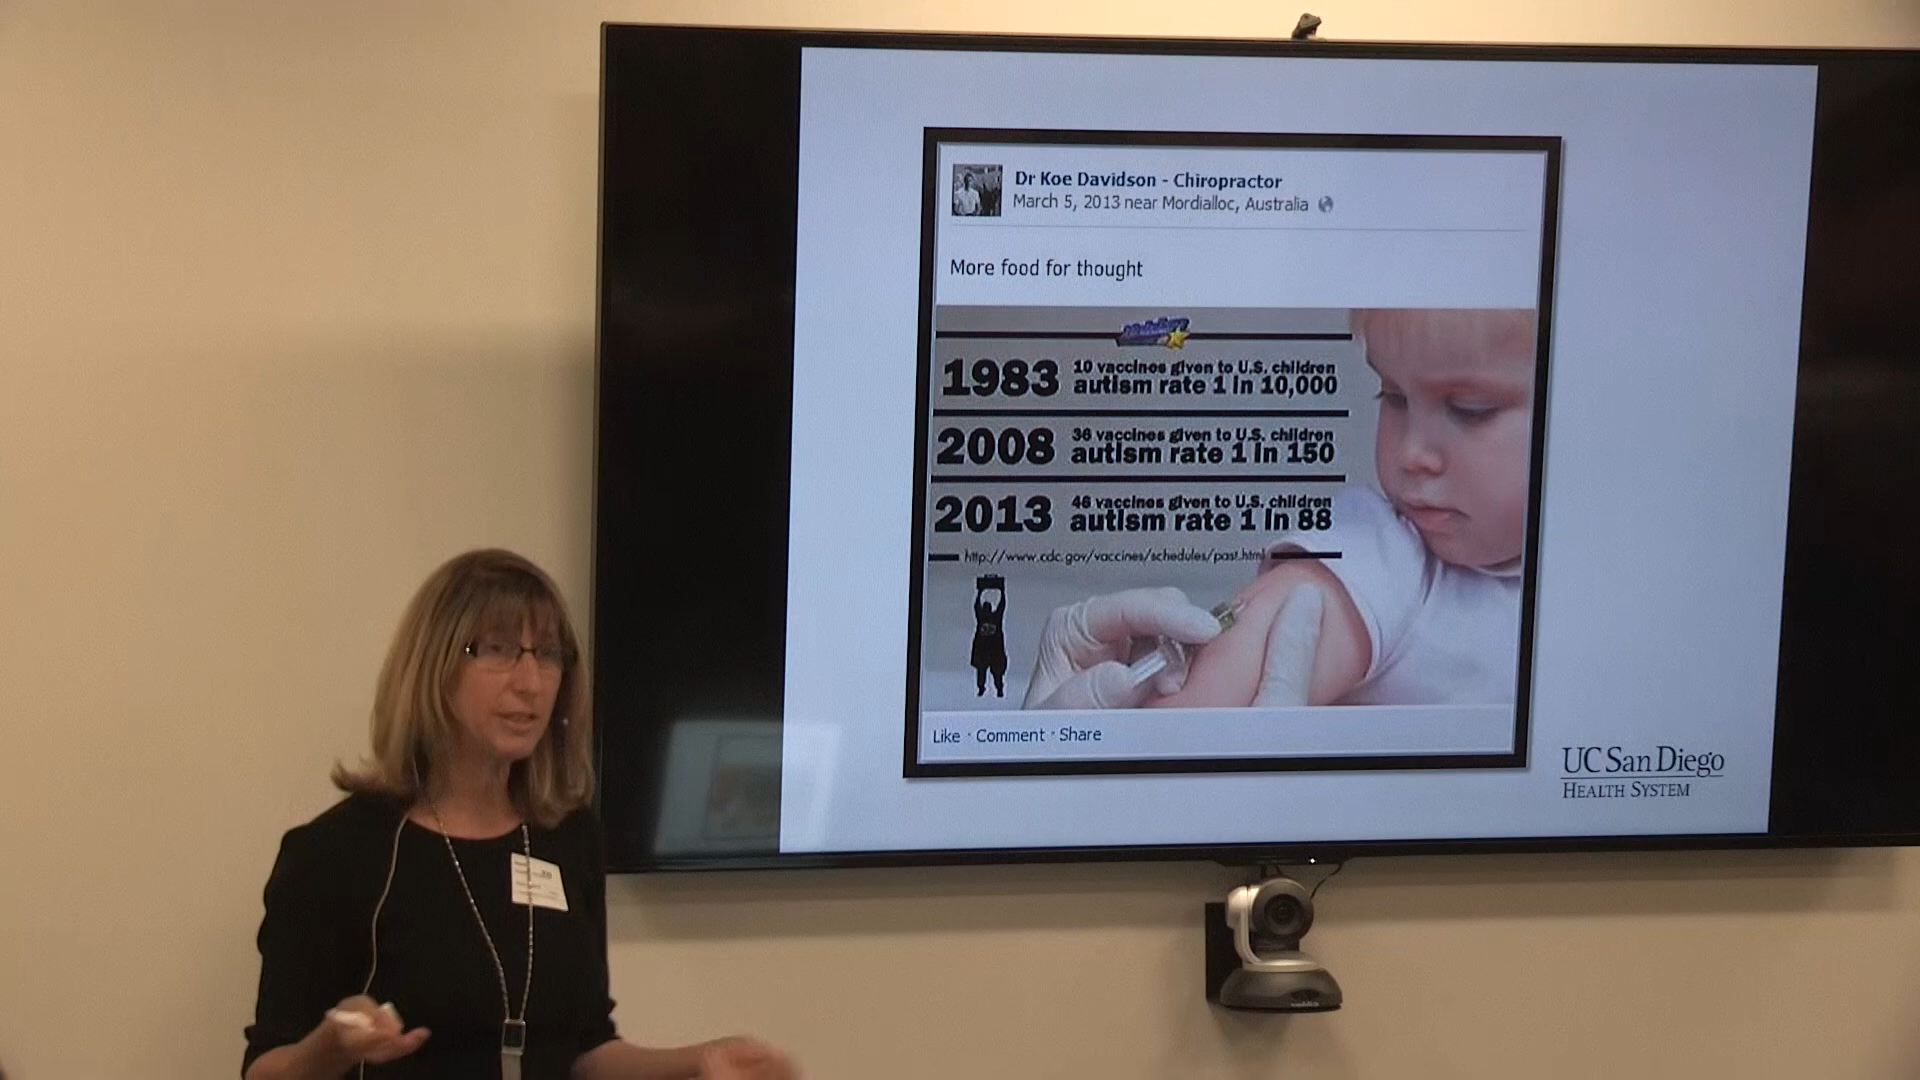 Dr Koe Davidson - Chiropractor
March 5, 2013 near Mordialloc, Australia
More food for thought
1983 10 vaccines given to U.S. children
autism rate 1 in 10,000
2008 36 vaccines given to U.S. children
autism rate 1 in 150
2013 46 vaccines given to U.S. children
autism rate 1 in 88
http://www.cdc.gov/vaccines/schedules/past.html
Like · Comment · Share
UC San Diego
HEALTH SYSTEM